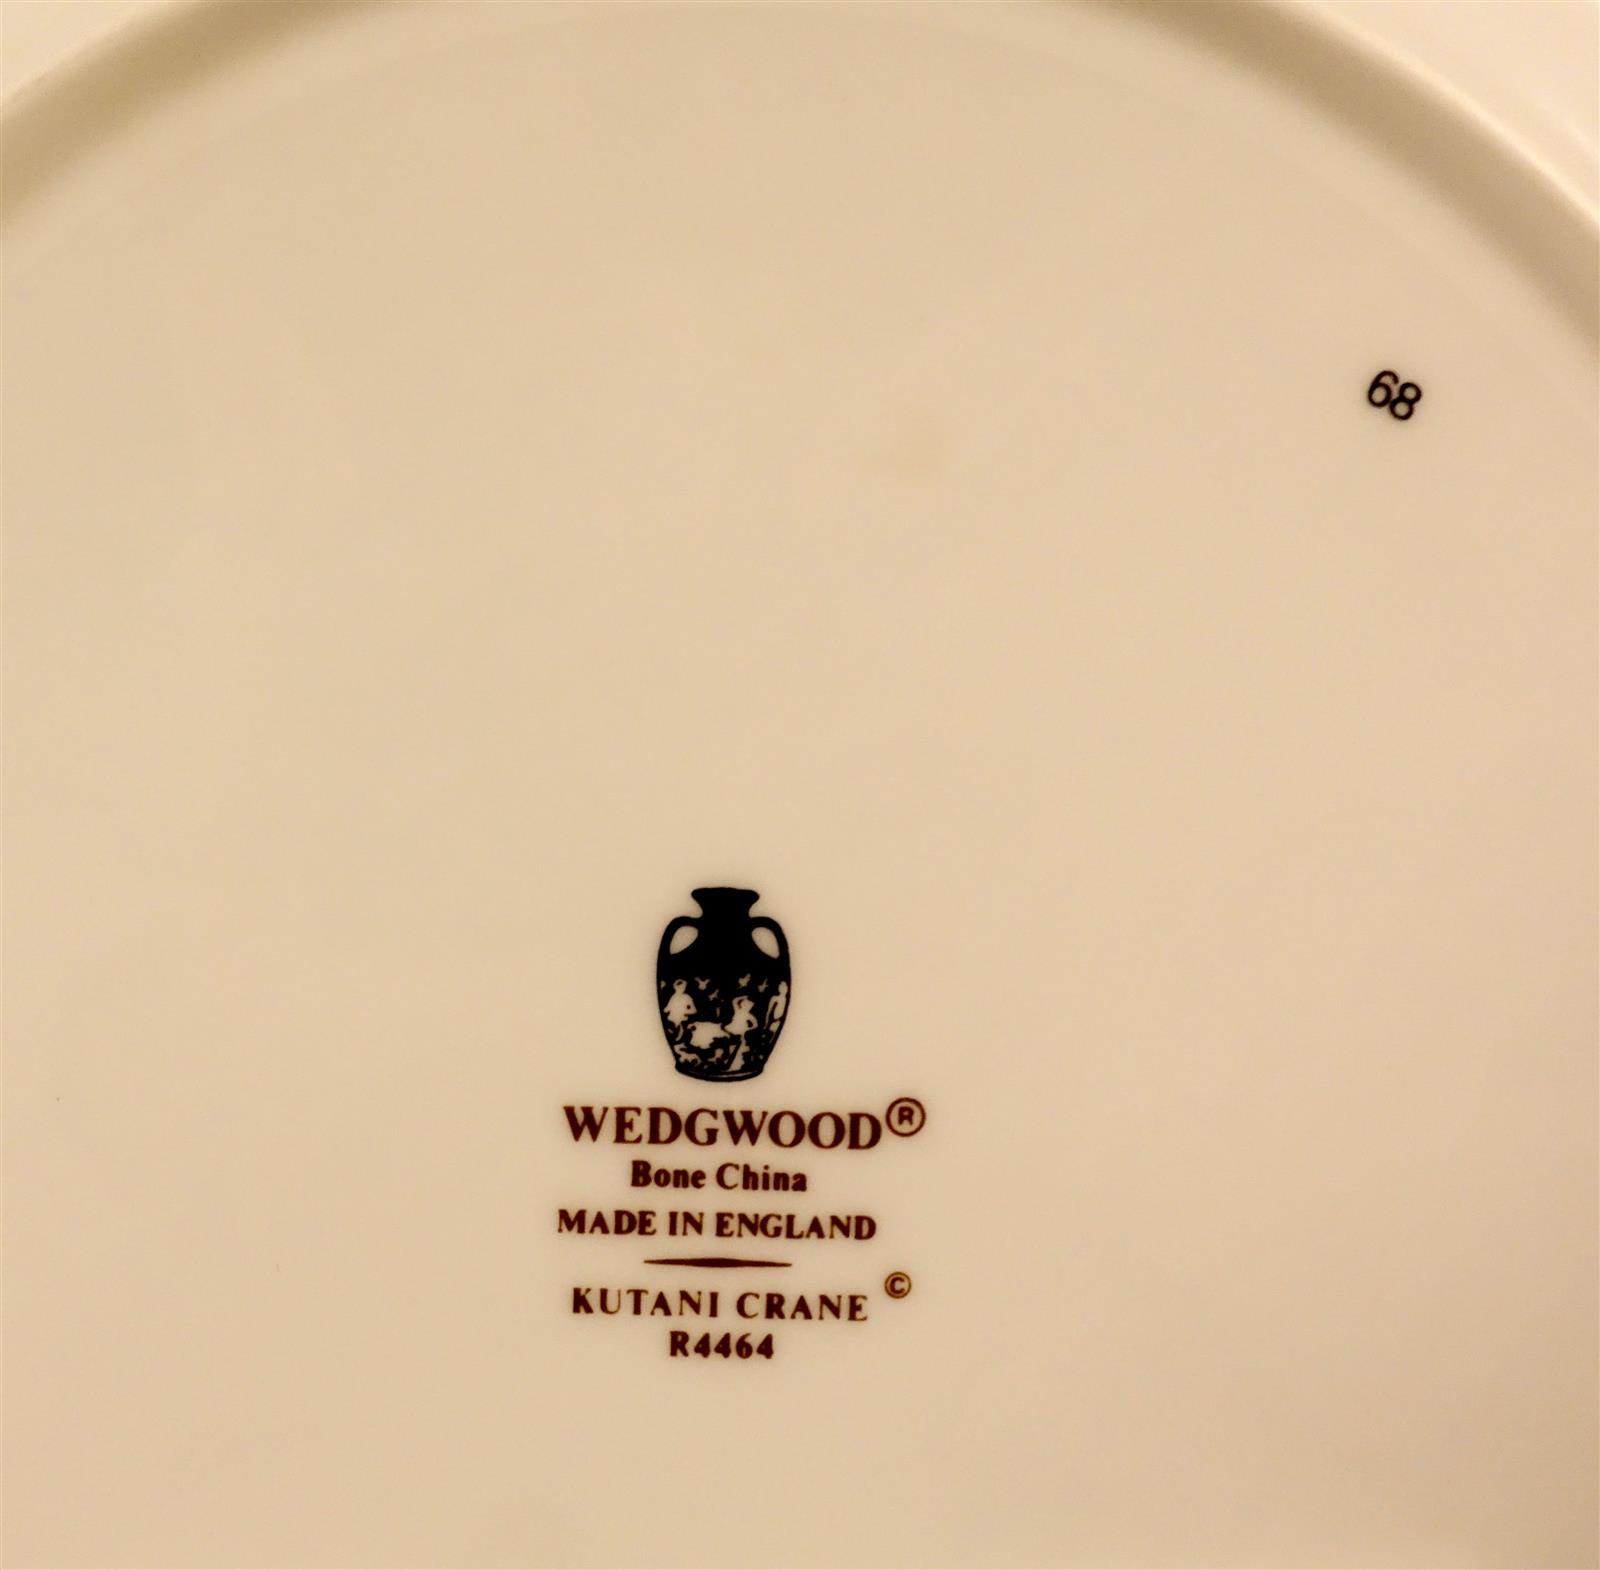 68
WEDGWOOD®
Bone China
MADE IN ENGLAND
KUTANI CRANE ©
R4464